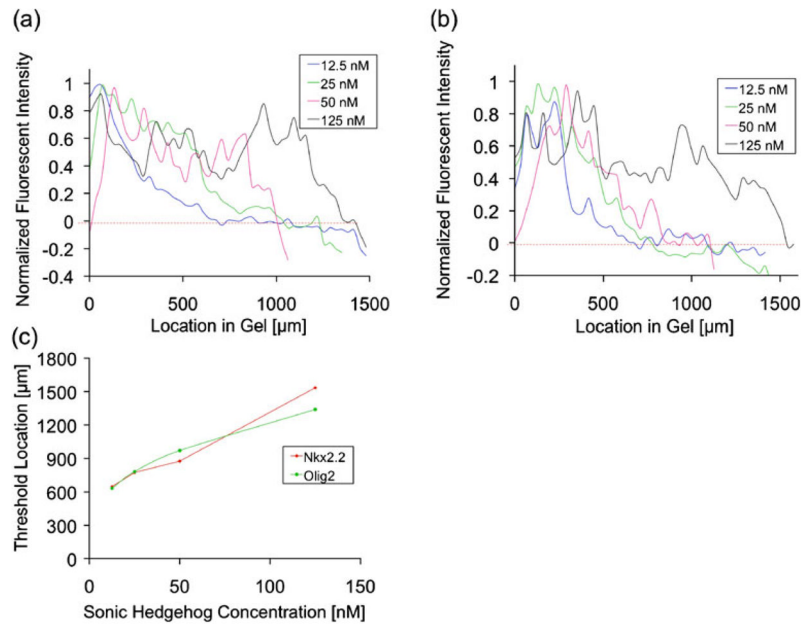 (a)
Normalized Fluorescent Intensity
1
0.8
0.6
0.4
0.2
0
-0.2
-0.4
0 500 1000 1500
Location in Gel [µm]
12.5 nM
25 nM
50 nM
125 nM
(b)
Normalized Fluorescent Intensity
1
0.8
0.6
0.4
0.2
0
-0.2
0 500 1000 1500
Location in Gel [µm]
12.5 nM
25 nM
50 nM
125 nM
(c)
Threshold Location [µm]
1800
1500
1200
900
600
300
0
0 50 100 150
Sonic Hedgehog Concentration [nM]
Nkx2.2
Olig2